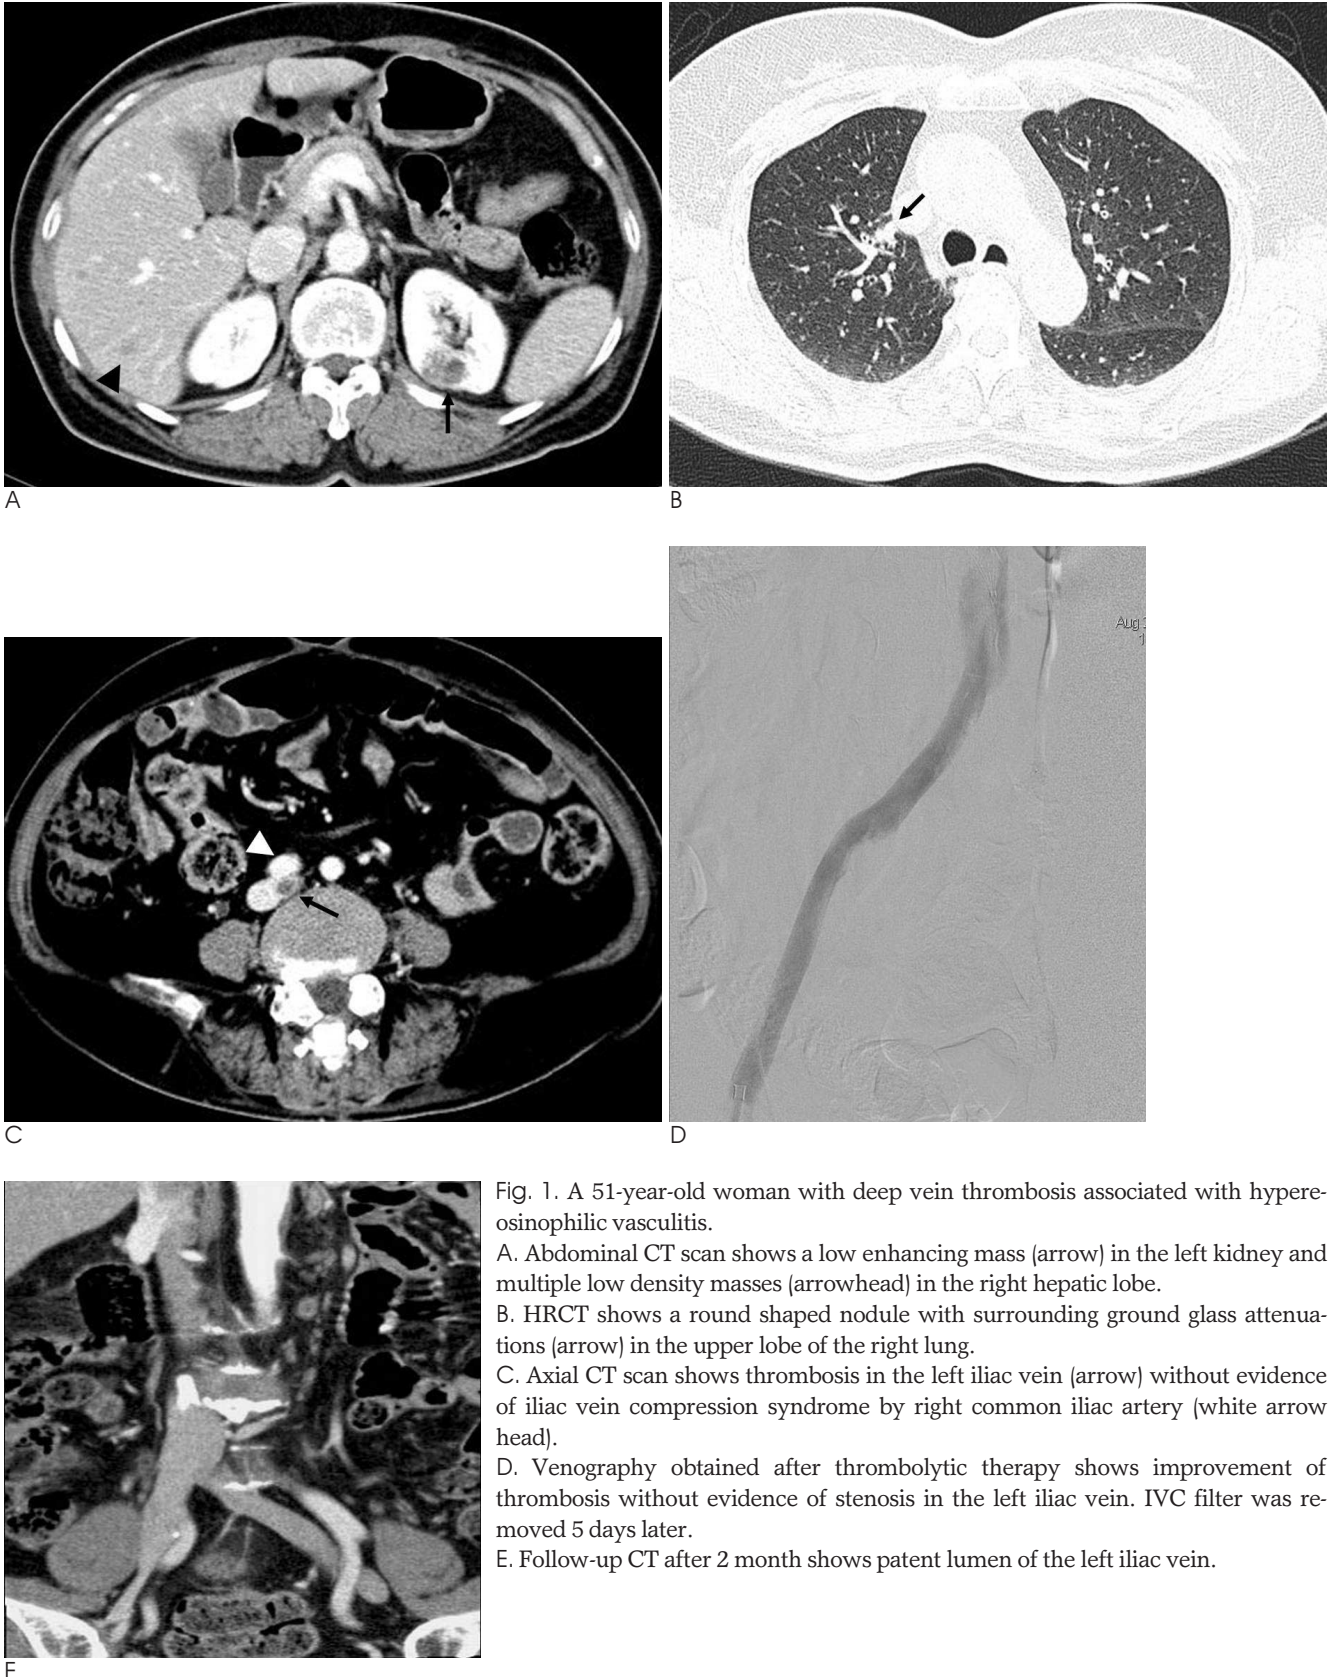 A
B
Aug 3
1
C
D
Fig. 1. A 51-year-old woman with deep vein thrombosis associated with hypere-
osinophilic vasculitis.
A. Abdominal CT scan shows a low enhancing mass (arrow) in the left kidney and
multiple low density masses (arrowhead) in the right hepatic lobe.
B. HRCT shows a round shaped nodule with surrounding ground glass attenua-
tions (arrow) in the upper lobe of the right lung.
C. Axial CT scan shows thrombosis in the left iliac vein (arrow) without evidence
of iliac vein compression syndrome by right common iliac artery (white arrow
head).
D. Venography obtained after thrombolytic therapy shows improvement of
thrombosis without evidence of stenosis in the left iliac vein. IVC filter was re-
moved 5 days later.
E. Follow-up CT after 2 month shows patent lumen of the left iliac vein.
F